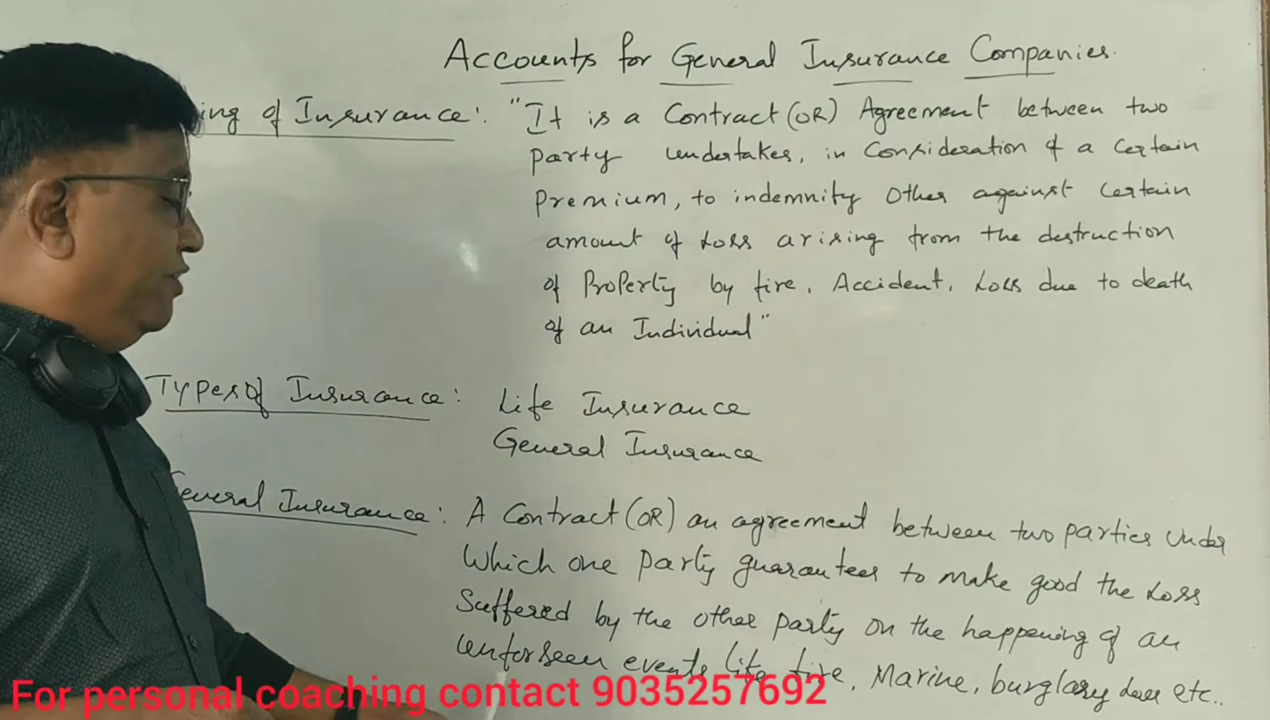 Accounts for General Insurance Companies.
ing of Insurance: "It is a Contract (OR) Agreement between two
party undertakes, in Consideration of a Certain
Premium, to indemnity Other against Certain
amount of Loss arising from the destruction
of Property by fire, Accident, Loss due to death
of an Individual"
Types of Insurance: Life Insurance
General Insurance
General Insurance: A Contract (OR) an agreement between two parties Under
Which one Party guarantees to make good the Loss
Suffered by the other party on the happening of an
unforseen events like fire, Marine, burglary Loss etc..
For personal coaching contact 9035257692